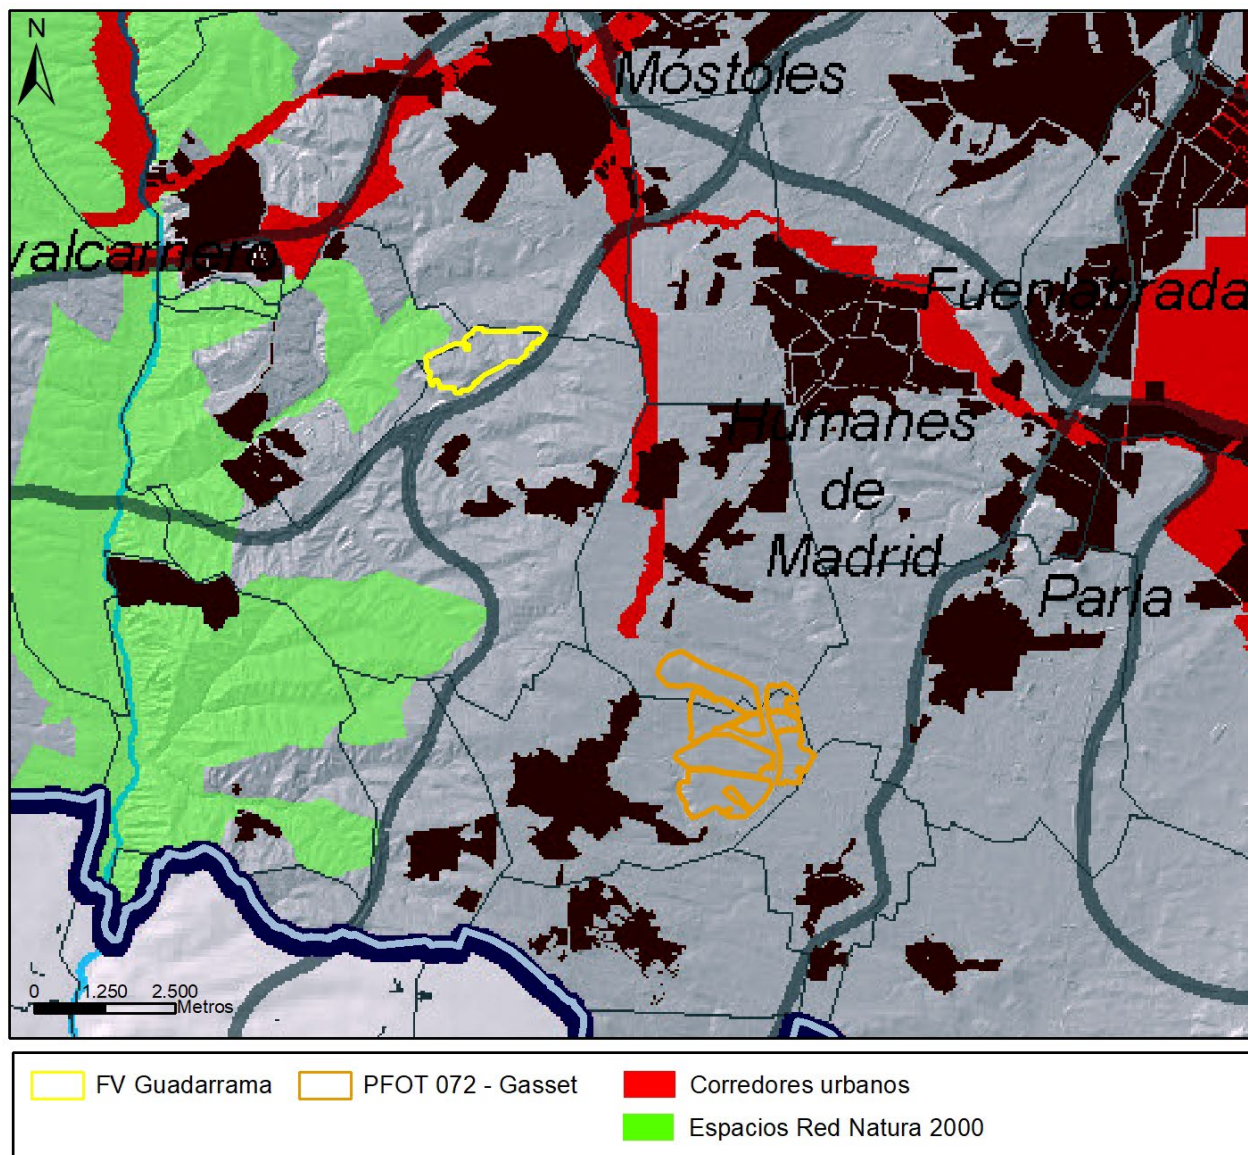 N
Móstoles
valcarnero
Fuenlabrada
Humanes
de
Madrid
Parla
0 1.250 2.500
Metros
FV Guadarrama PFOT 072 - Gasset Corredores urbanos
Espacios Red Natura 2000